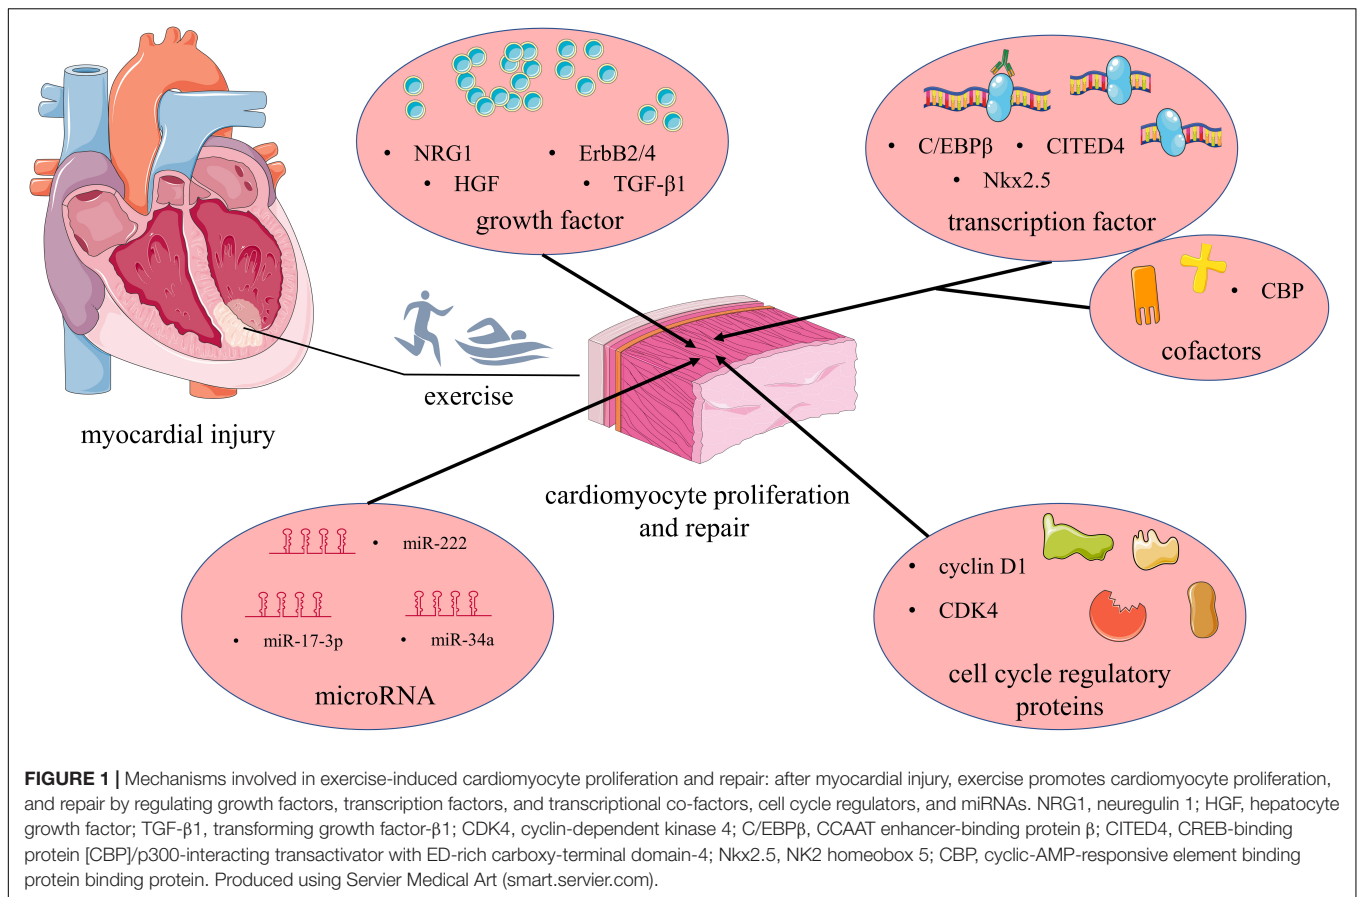 • NRG1 • ErbB2/4
• HGF • TGF-β1
growth factor
• C/EBPβ • CITED4
• Nkx2.5
transcription factor
• CBP
cofactors
exercise
myocardial injury
cardiomyocyte proliferation
and repair
• miR-222
• miR-17-3p • miR-34a
microRNA
• cyclin D1
• CDK4
cell cycle regulatory
proteins
FIGURE 1 | Mechanisms involved in exercise-induced cardiomyocyte proliferation and repair: after myocardial injury, exercise promotes cardiomyocyte proliferation,
and repair by regulating growth factors, transcription factors, and transcriptional co-factors, cell cycle regulators, and miRNAs. NRG1, neuregulin 1; HGF, hepatocyte
growth factor; TGF-β1, transforming growth factor-β1; CDK4, cyclin-dependent kinase 4; C/EBPβ, CCAAT enhancer-binding protein β; CITED4, CREB-binding
protein [CBP]/p300-interacting transactivator with ED-rich carboxy-terminal domain-4; Nkx2.5, NK2 homeobox 5; CBP, cyclic-AMP-responsive element binding
protein binding protein. Produced using Servier Medical Art (smart.servier.com).